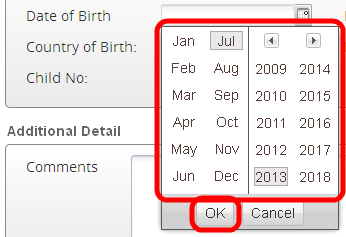 Date of Birth
Jan Jul
Country of Birth:
Feb Aug 2009 2014
Child No:
Mar Sep 2010 2015
Apr Oct 2011 2016
Additional Detail
May Nov 2012 2017
Comments
Jun Dec 2013 2018
OK Cancel